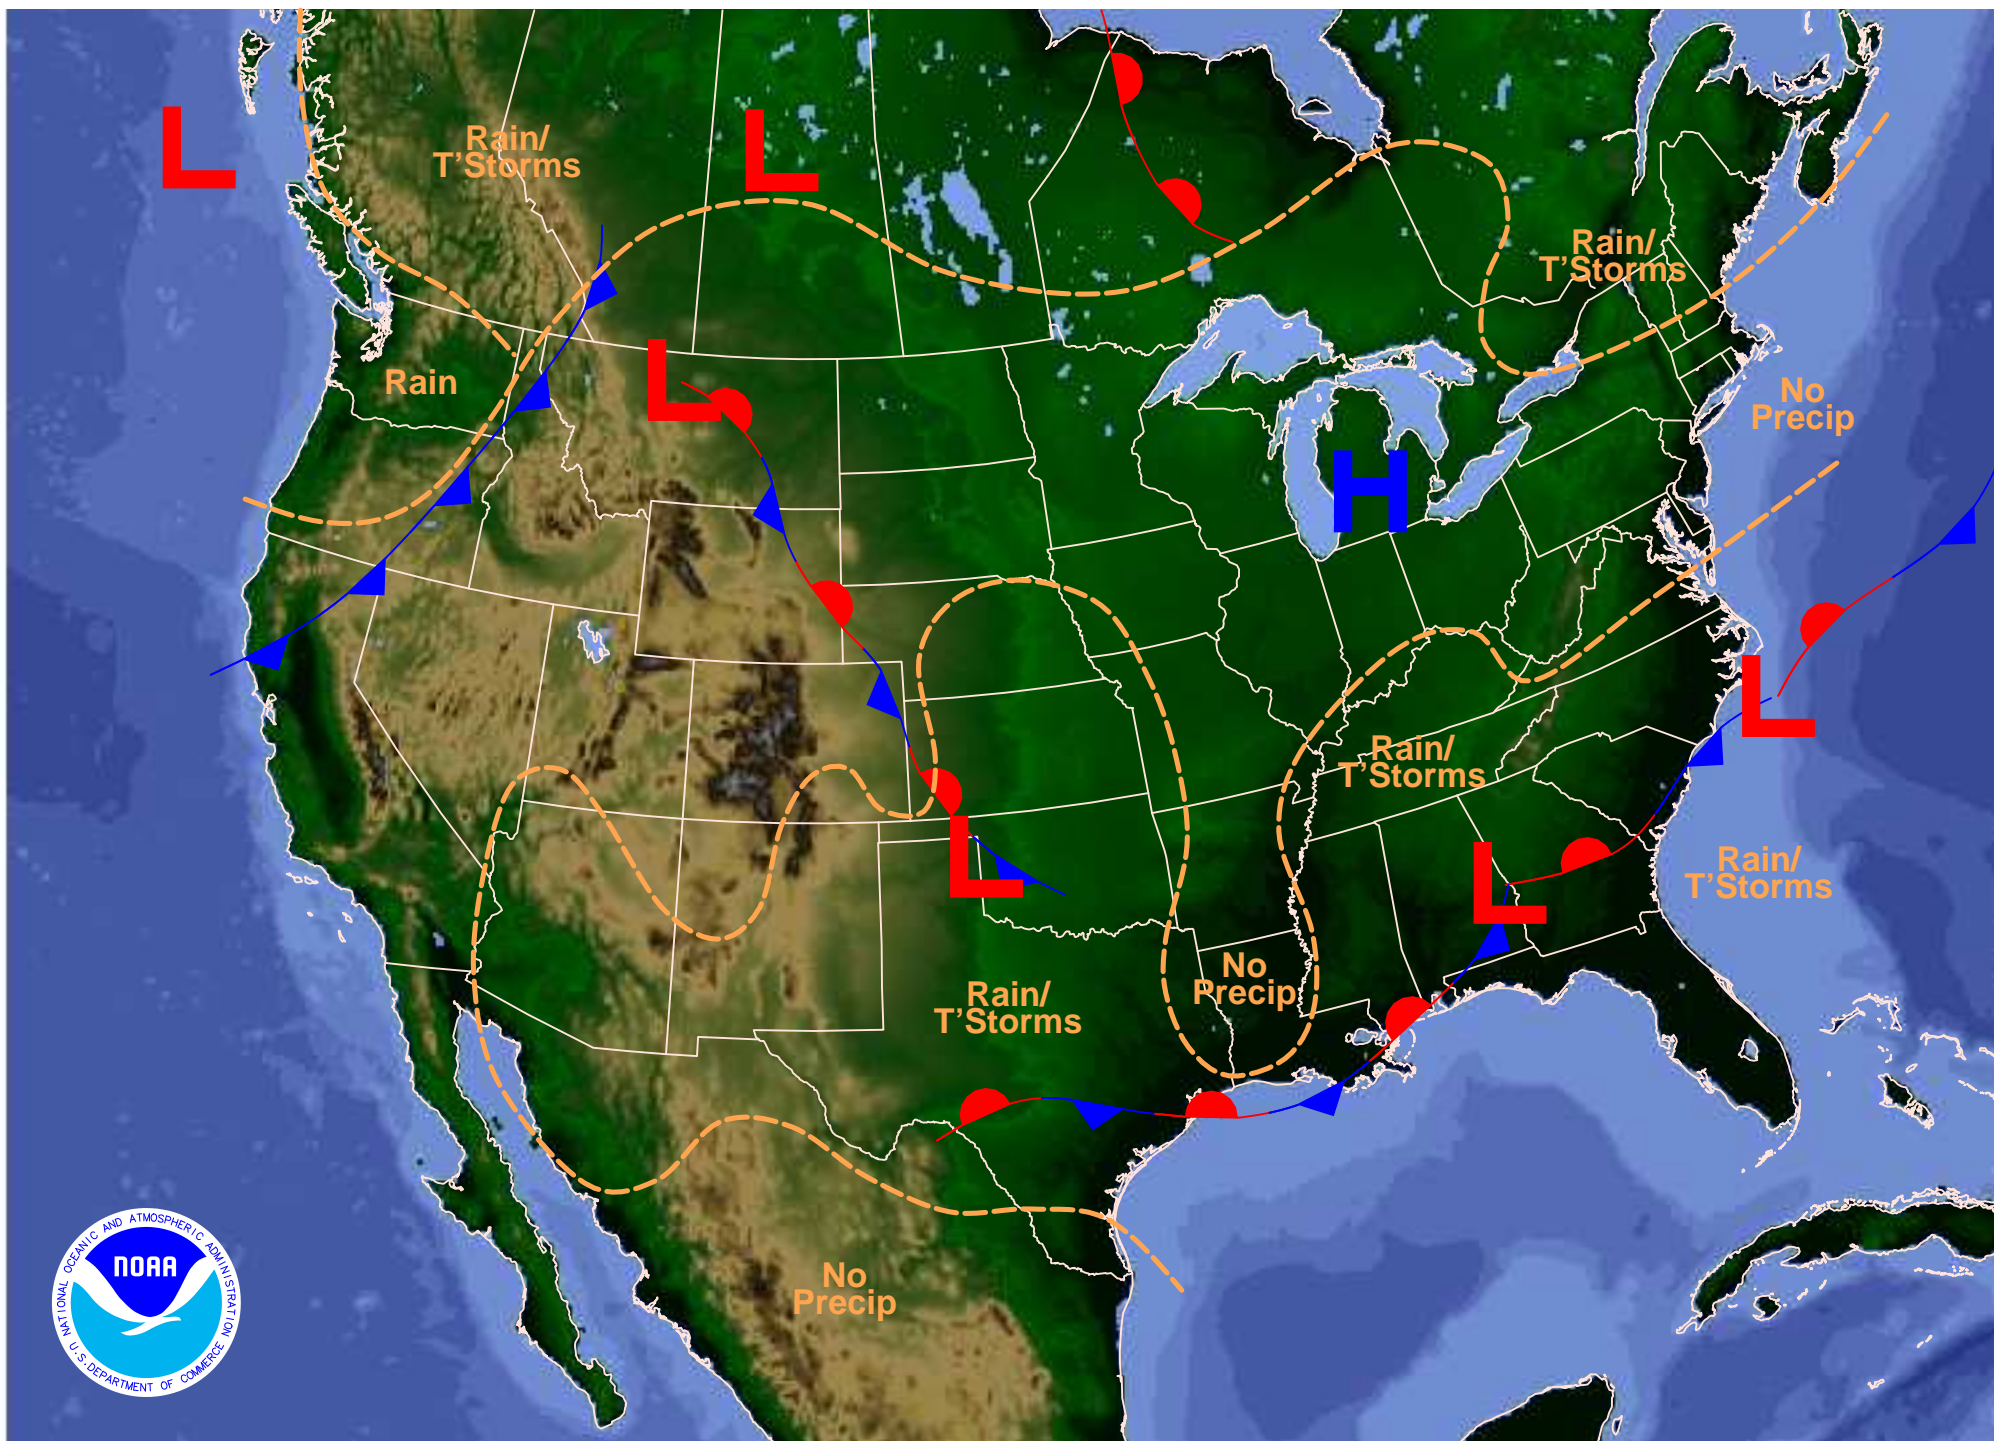 L
L
Rain/
T'Storms
Rain/
T'Storms
L
Rain
No
Precip
H
L
Rain/
T'Storms
L
L
Rain/
T'Storms
No
Precip
Rain/
T'Storms
No
Precip
NATIONAL OCEANIC AND ATMOSPHERIC ADMINISTRATION
NOAA
U.S. DEPARTMENT OF COMMERCE